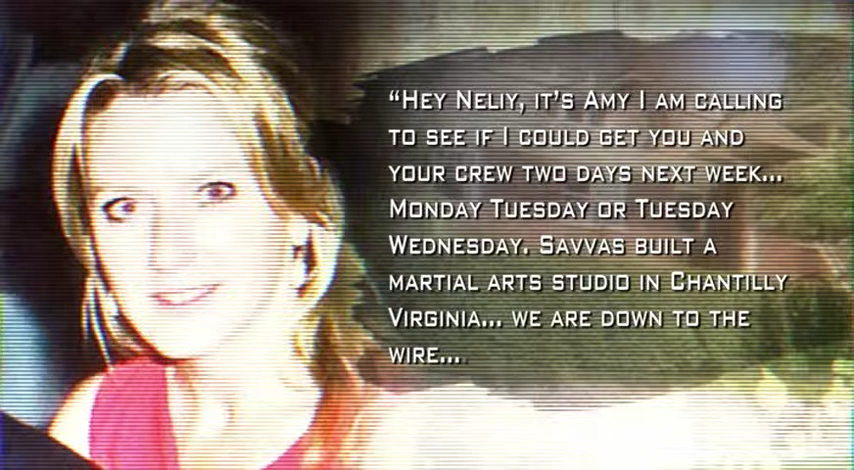 “Hey Neliy, it’s Amy I am calling
to see if I could get you and
your crew two days next week...
Monday Tuesday or Tuesday
Wednesday. Savvas built a
martial arts studio in Chantilly
Virginia... we are down to the
wire...